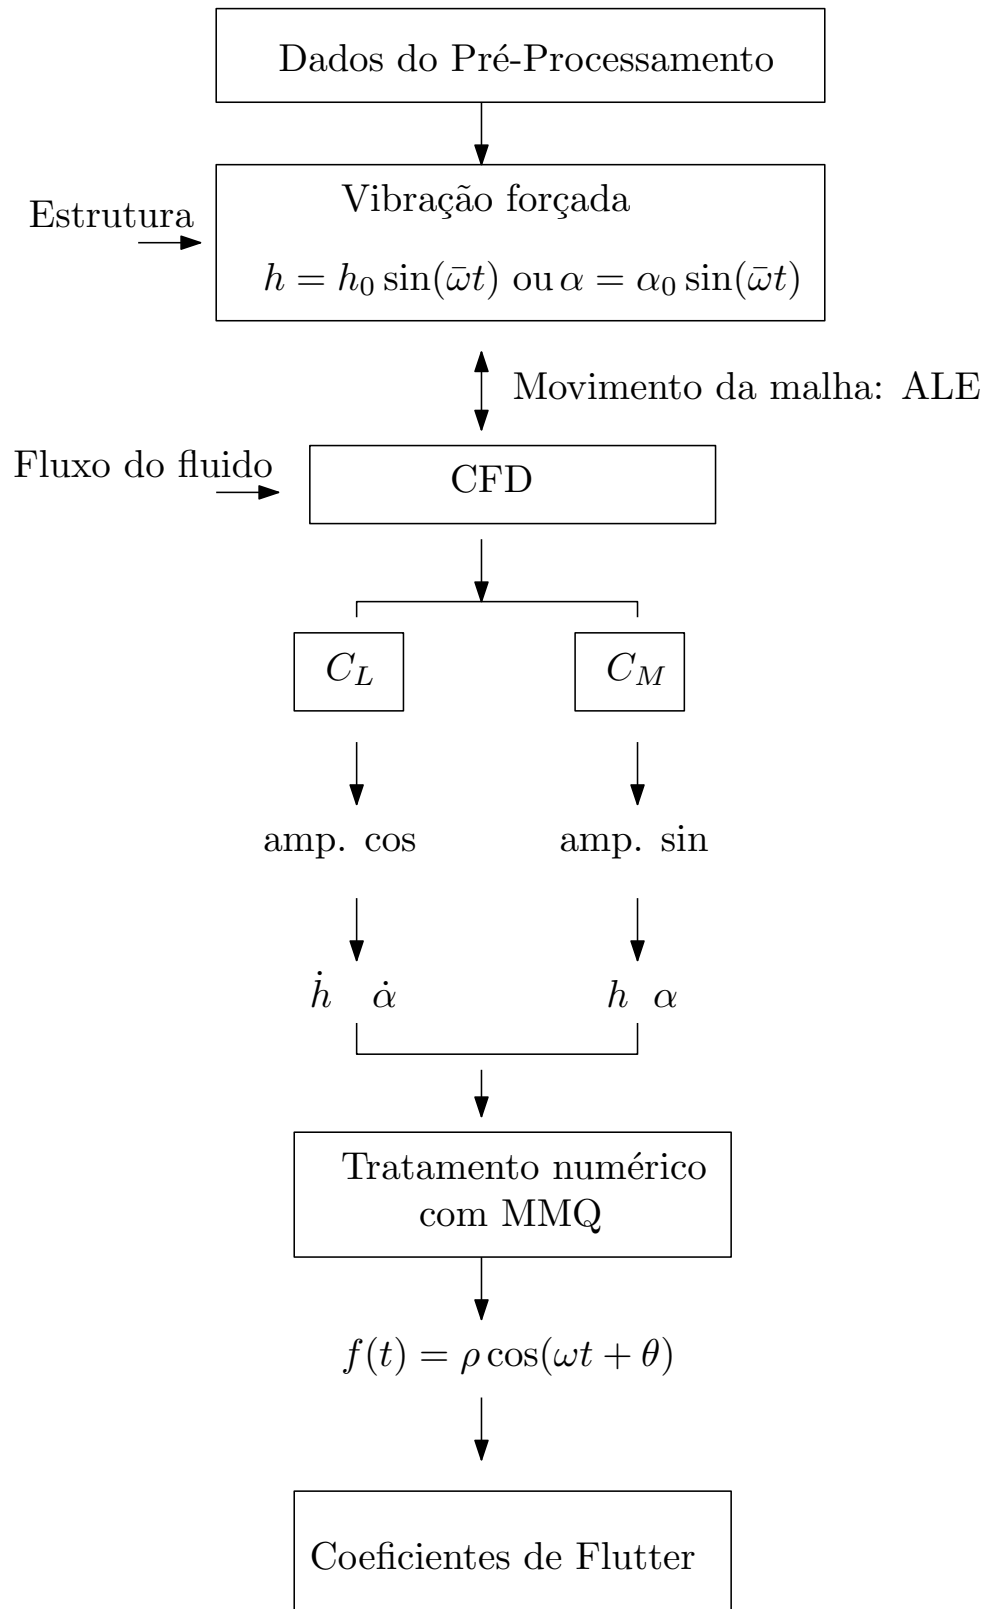 Dados do Pré-Processamento
Vibração forçada
Estrutura
h = h₀ sin(ω̄t) ou α = α₀ sin(ω̄t)
Movimento da malha: ALE
Fluxo do fluido
CFD
C_L C_M
amp. cos amp. sin
ḣ α̇ h α
Tratamento numérico
com MMQ
f(t) = ρ cos(ωt + θ)
Coeficientes de Flutter